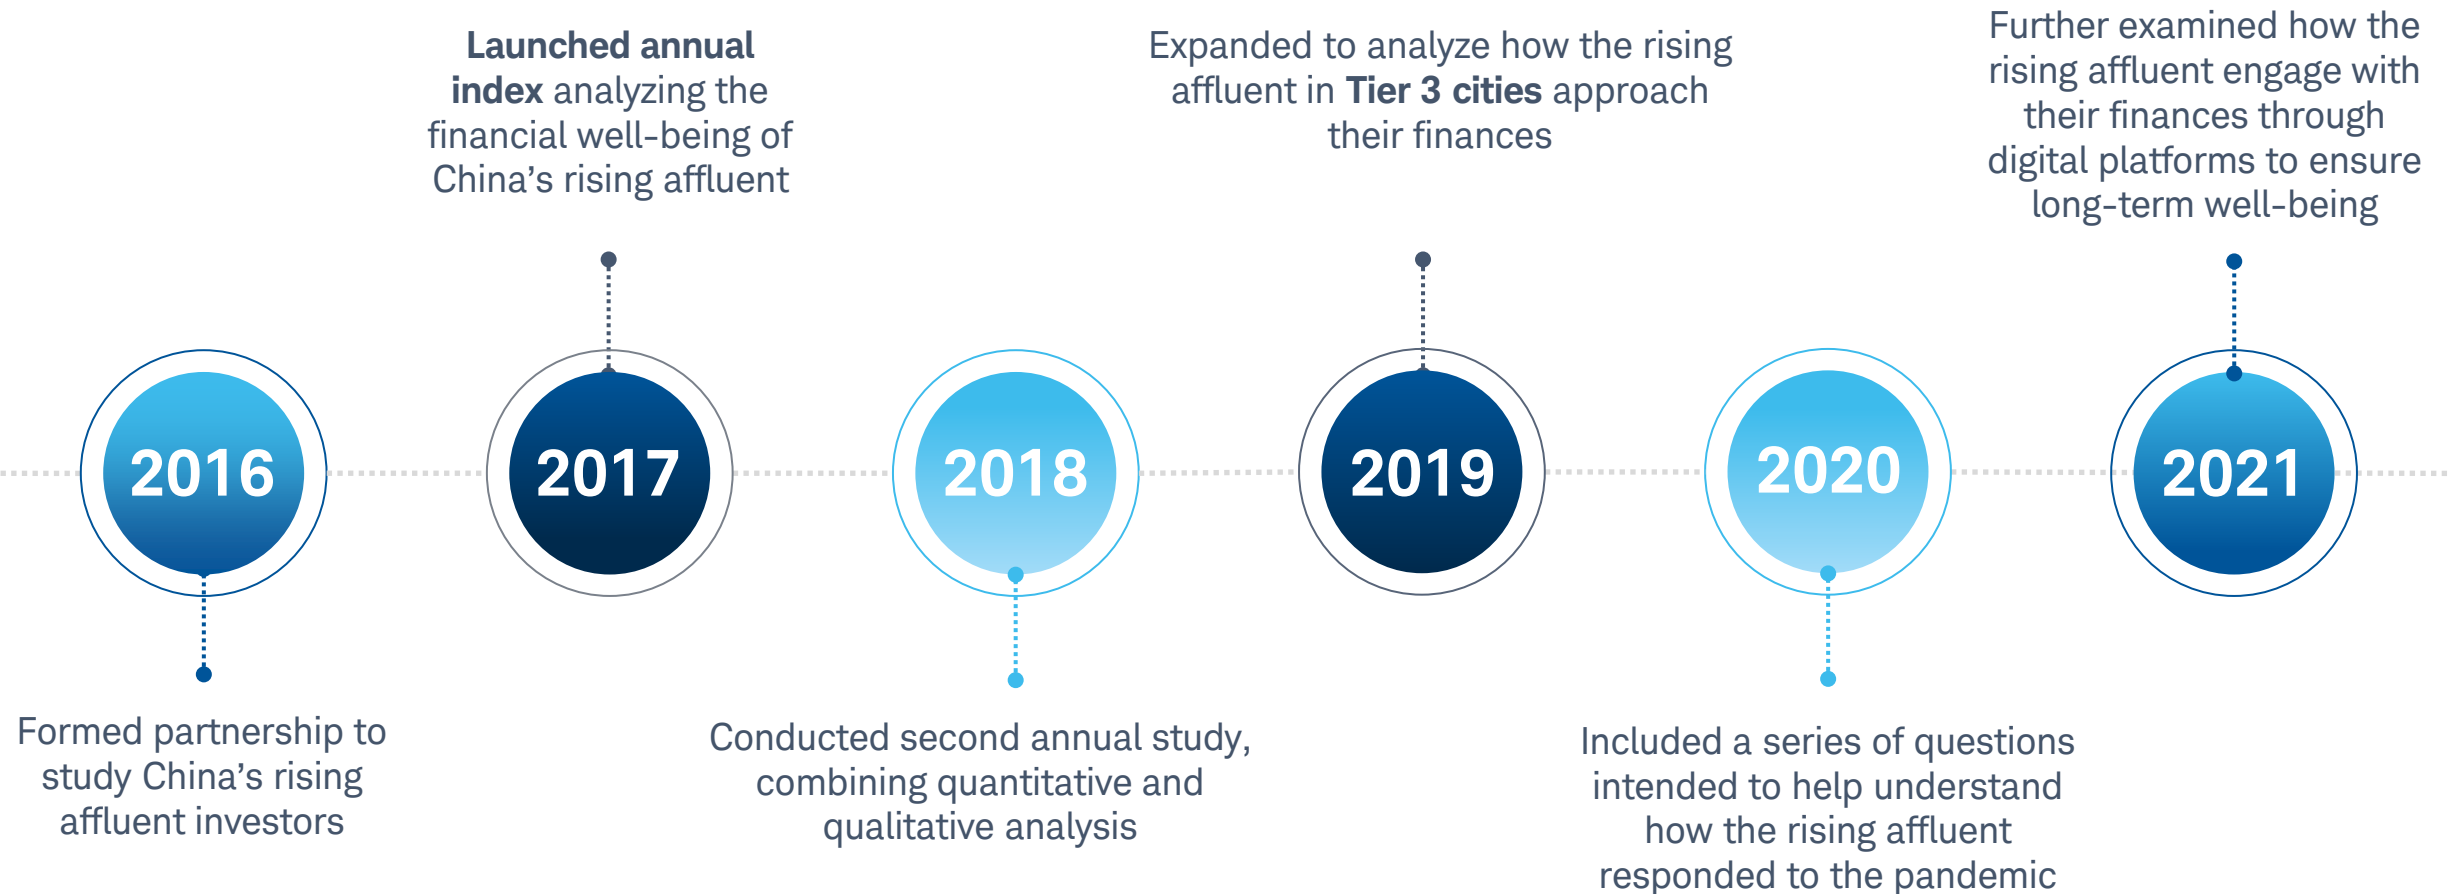 Launched annual
index analyzing the
financial well-being of
China’s rising affluent
Expanded to analyze how the rising
affluent in Tier 3 cities approach
their finances
Further examined how the
rising affluent engage with
their finances through
digital platforms to ensure
long-term well-being
2016
2017
2018
2019
2020
2021
Formed partnership to
study China’s rising
affluent investors
Conducted second annual study,
combining quantitative and
qualitative analysis
Included a series of questions
intended to help understand
how the rising affluent
responded to the pandemic